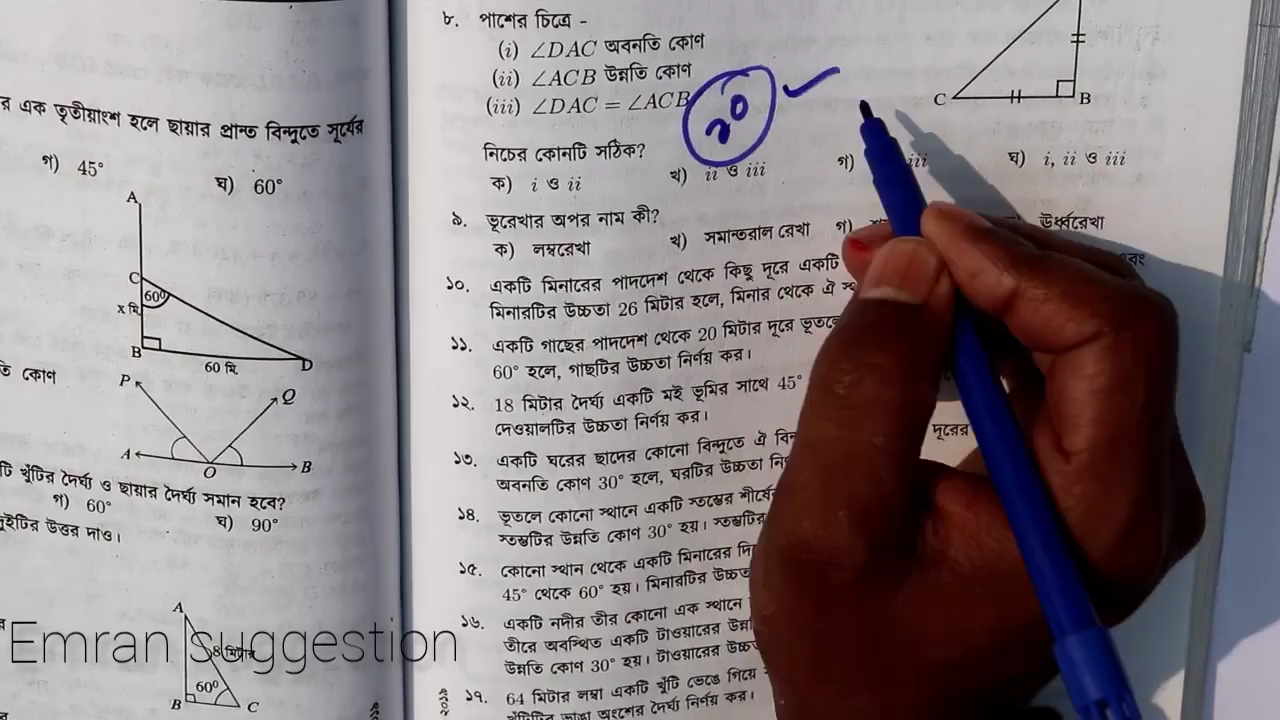 র এক তৃতীয়াংশ হলে ছায়ার প্রান্ত বিন্দুতে সূর্যের
গ) 45° ঘ) 60°
A
C
60°
x মি.
B
60 মি.
D
তি কোণ
P
Q
A
O
B
টি খুঁটির দৈর্ঘ্য ও ছায়ার দৈর্ঘ্য সমান হবে?
গ) 60° ঘ) 90°
দুইটির উত্তর দাও।
A
8 মিটার
60°
B
C
Emran suggestion
৮. পাশের চিত্রে -
(i) ∠DAC অবনতি কোণ
(ii) ∠ACB উন্নতি কোণ
(iii) ∠DAC = ∠ACB
C
B
নিচের কোনটি সঠিক?
ক) i ও ii খ) ii ও iii গ) iii ঘ) i, ii ও iii
৯. ভূরেখার অপর নাম কী?
ক) লম্বরেখা খ) সমান্তরাল রেখা গ) ঊর্ধ্বরেখা
১০. একটি মিনারের পাদদেশ থেকে কিছু দূরে একটি
মিনারটির উচ্চতা 26 মিটার হলে, মিনার থেকে ঐ
১১. একটি গাছের পাদদেশ থেকে 20 মিটার দূরে
60° হলে, গাছটির উচ্চতা নির্ণয় কর।
১২. 18 মিটার দৈর্ঘ্য একটি মই ভূমির সাথে 45°
দেওয়ালটির উচ্চতা নির্ণয় কর।
১৩. একটি ঘরের ছাদের কোনো বিন্দুতে ঐ দূরের
অবনতি কোণ 30° হলে, ঘরটির উচ্চতা
১৪. ভূতলে কোনো স্থানে একটি স্তম্ভের শীর্ষের
স্তম্ভটির উন্নতি কোণ 30° হয়। স্তম্ভটির
১৫. কোনো স্থান থেকে একটি মিনারের
45° থেকে 60° হয়। মিনারটির
১৬. একটি নদীর তীর কোনো এক স্থানে
তীরে অবস্থিত একটি টাওয়ারের
উন্নতি কোণ 30° হয়। টাওয়ারের
১৭. 64 মিটার লম্বা একটি খুঁটি ভেঙে গিয়ে
খুঁটিটির ভাঙা অংশের দৈর্ঘ্য নির্ণয় কর।